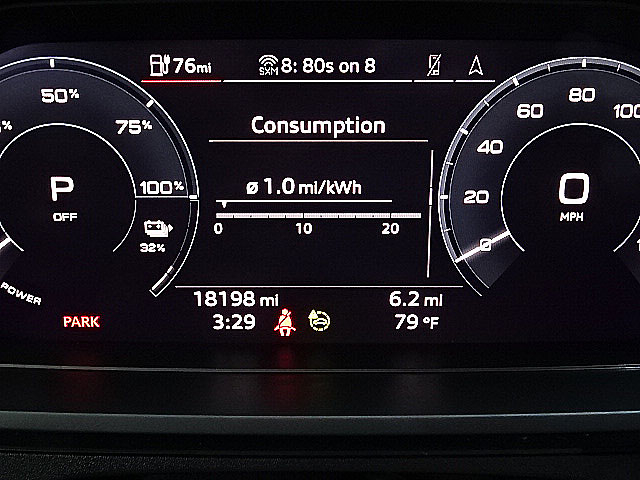 76mi
SXM 8: 80s on 8
50%
75%
100%
P
OFF
32%
POWER
Consumption
ø 1.0 mi/kWh
0 10 20
60 80 100
40
20
0
0
MPH
18198 mi 6.2 mi
PARK 3:29 79 °F